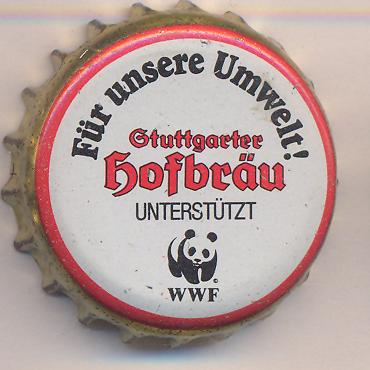 Für unsere Umwelt!
Stuttgarter
Hofbräu
UNTERSTÜTZT
WWF